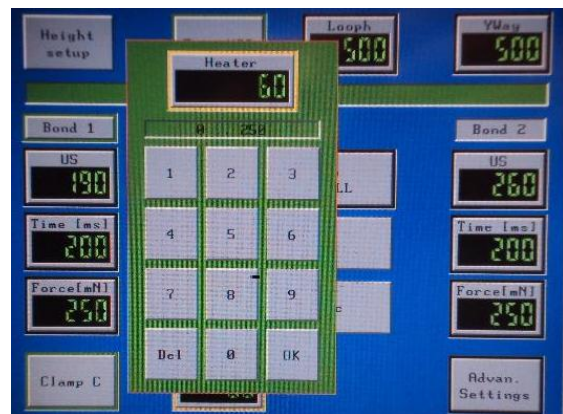 Height
setup
Looph
500
YWay
500
Heater
60
0 250
Bond 1
Bond 2
US
190
US
260
1 2 3
LL
Time [ms]
200
Time [ms]
200
4 5 6
Force[mN]
250
Force[mN]
250
7 8 9
Del 0 OK
Clamp C
Advan.
Settings